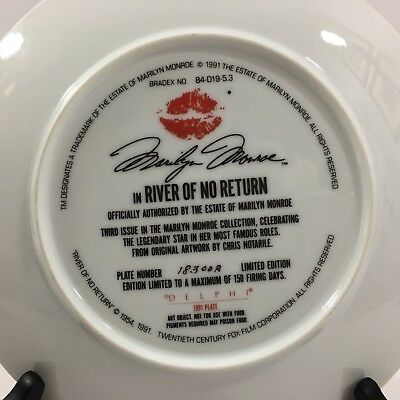 TM DESIGNATES A TRADEMARK OF THE ESTATE OF MARILYN MONROE © 1991 THE ESTATE OF MARILYN MONROE ALL RIGHTS RESERVED
BRADEX NO 84-D19-5.3
Marilyn Monroe™
IN RIVER OF NO RETURN
OFFICIALLY AUTHORIZED BY THE ESTATE OF MARILYN MONROE
THIRD ISSUE IN THE MARILYN MONROE COLLECTION, CELEBRATING
THE LEGENDARY STAR IN HER MOST FAMOUS ROLES.
FROM ORIGINAL ARTWORK BY CHRIS NOTARILE.
PLATE NUMBER 18300A LIMITED EDITION
EDITION LIMITED TO A MAXIMUM OF 150 FIRING DAYS.
DELPHI®
1991 PLATE
ART OBJECT. NOT FOR USE WITH FOOD.
PIGMENTS REQUIRED MAY POISON FOOD.
"RIVER OF NO RETURN" © 1954, 1991 TWENTIETH CENTURY FOX FILM CORPORATION. ALL RIGHTS RESERVED